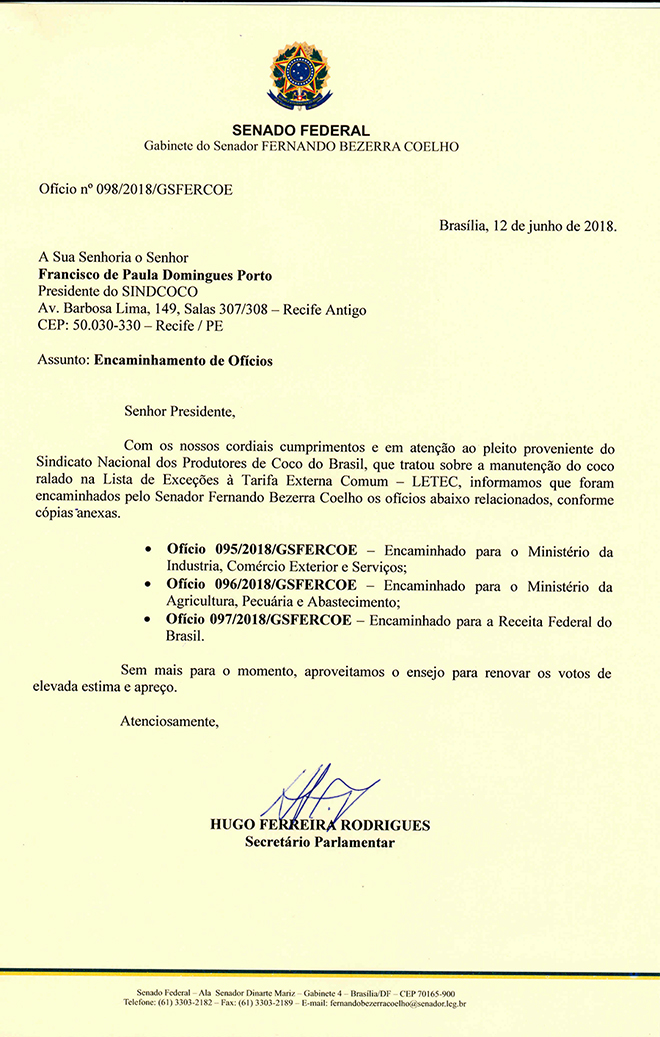 SENADO FEDERAL
Gabinete do Senador FERNANDO BEZERRA COELHO
Ofício nº 098/2018/GSFERCOE
Brasília, 12 de junho de 2018.
A Sua Senhoria o Senhor
Francisco de Paula Domingues Porto
Presidente do SINDCOCO
Av. Barbosa Lima, 149, Salas 307/308 – Recife Antigo
CEP: 50.030-330 – Recife / PE
Assunto: Encaminhamento de Ofícios
Senhor Presidente,
Com os nossos cordiais cumprimentos e em atenção ao pleito proveniente do
Sindicato Nacional dos Produtores de Coco do Brasil, que tratou sobre a manutenção do coco
ralado na Lista de Exceções à Tarifa Externa Comum – LETEC, informamos que foram
encaminhados pelo Senador Fernando Bezerra Coelho os ofícios abaixo relacionados, conforme
cópias anexas.
• Ofício 095/2018/GSFERCOE – Encaminhado para o Ministério da
Industria, Comércio Exterior e Serviços;
• Ofício 096/2018/GSFERCOE – Encaminhado para o Ministério da
Agricultura, Pecuária e Abastecimento;
• Ofício 097/2018/GSFERCOE – Encaminhado para a Receita Federal do
Brasil.
Sem mais para o momento, aproveitamos o ensejo para renovar os votos de
elevada estima e apreço.
Atenciosamente,
HUGO FERREIRA RODRIGUES
Secretário Parlamentar
Senado Federal – Ala Senador Dinarte Mariz – Gabinete 4 – Brasília/DF – CEP 70165-900
Telefone: (61) 3303-2182 – Fax: (61) 3303-2189 – E-mail: fernandobezerracoelho@senador.leg.br